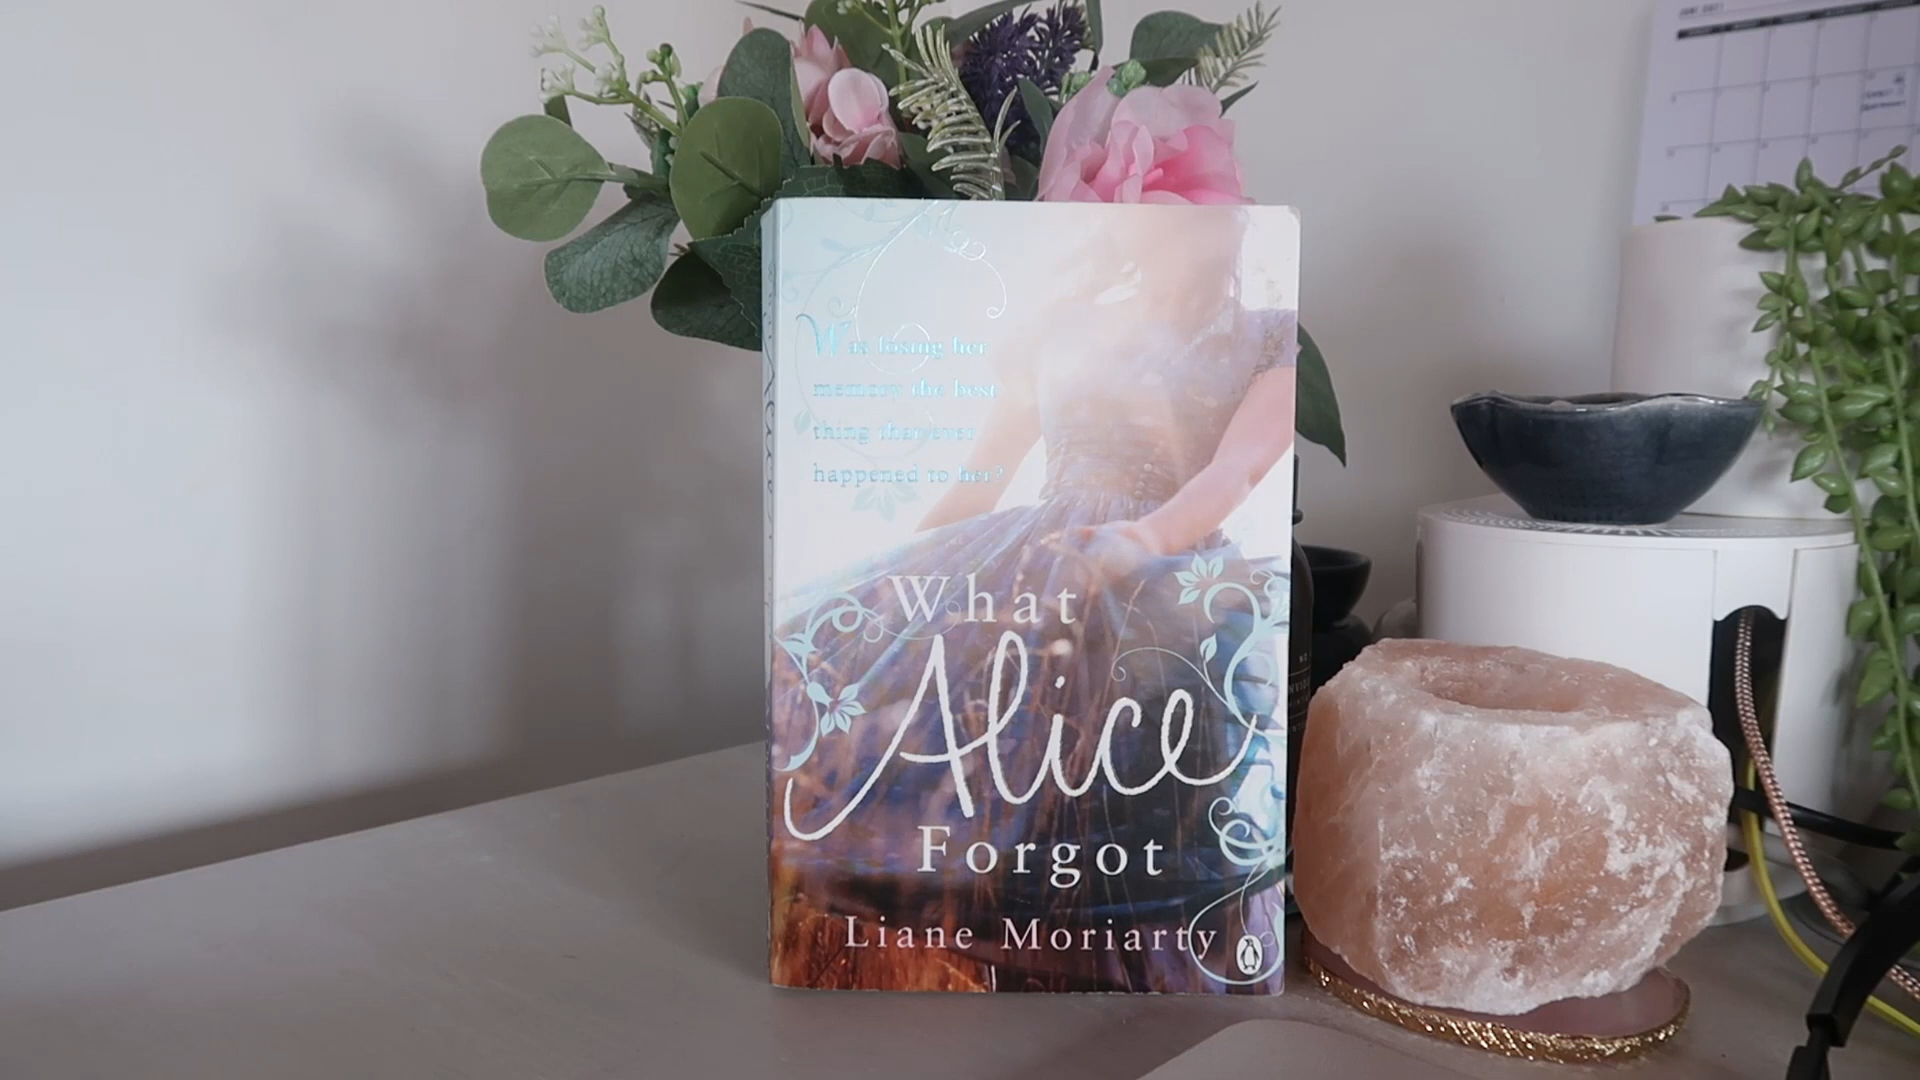 Was losing her
memory the best
thing that ever
happened to her?
What
Alice
Forgot
Liane Moriarty